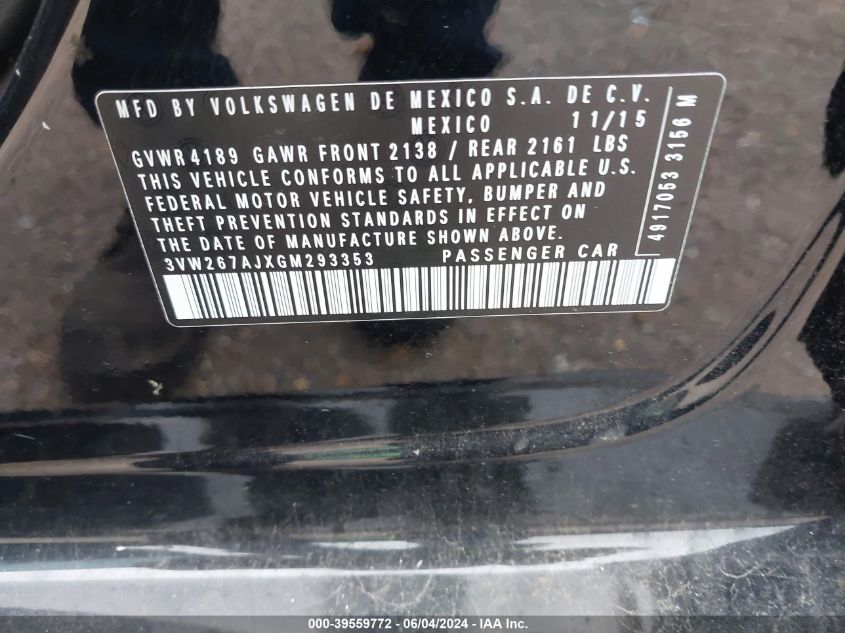 MFD BY VOLKSWAGEN DE MEXICO S.A. DE C.V.
MEXICO 11/15
GVWR 4189 GAWR FRONT 2138 / REAR 2161 LBS
THIS VEHICLE CONFORMS TO ALL APPLICABLE U.S.
FEDERAL MOTOR VEHICLE SAFETY, BUMPER AND
THEFT PREVENTION STANDARDS IN EFFECT ON
THE DATE OF MANUFACTURE SHOWN ABOVE.
3VW267AJXGM293353 PASSENGER CAR
4917053 3156 M
000-39559772 - 06/04/2024 - IAA Inc.